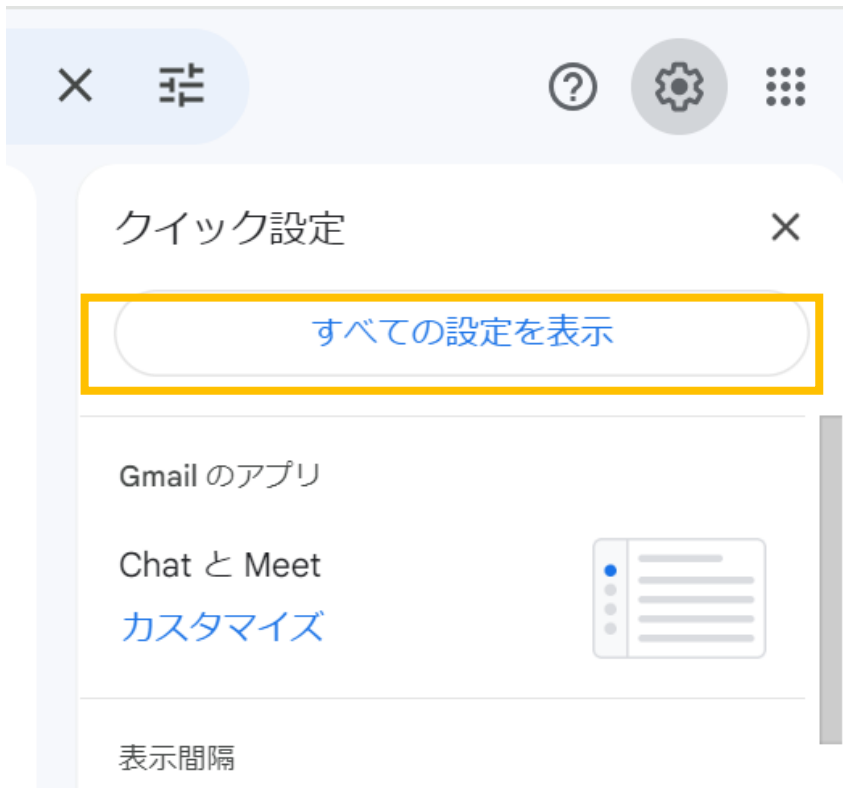 クイック設定
すべての設定を表示
Gmail のアプリ
Chat と Meet
カスタマイズ
表示間隔